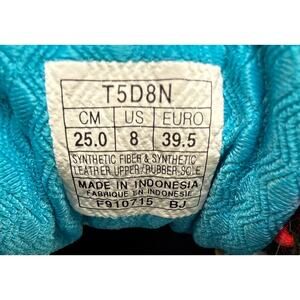 T5D8N
CM US EURO
25.0 8 39.5
SYNTHETIC FIBER & SYNTHETIC
LEATHER UPPER/RUBBER SOLE
MADE IN INDONESIA
FABRIQUE EN INDONESIE
F910715 BJ